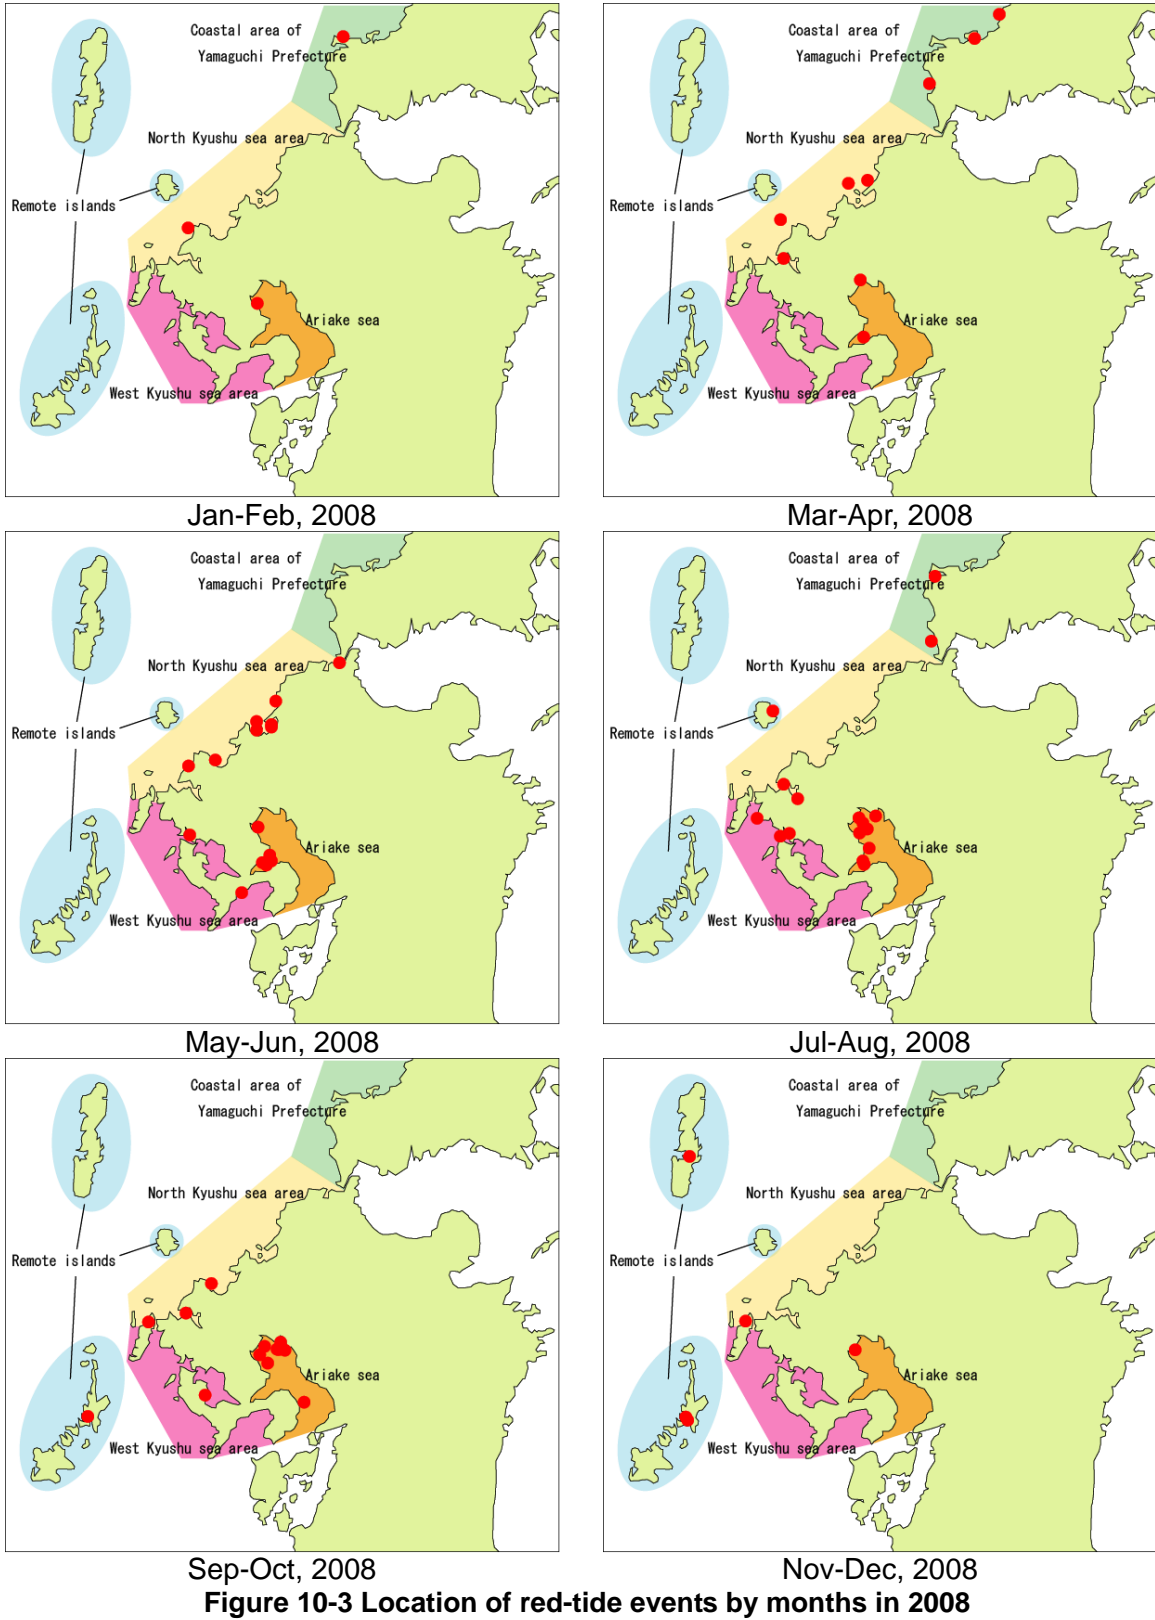 Coastal area of
Yamaguchi Prefecture
North Kyushu sea area
Remote islands
Ariake sea
West Kyushu sea area
Jan-Feb, 2008
Coastal area of
Yamaguchi Prefecture
North Kyushu sea area
Remote islands
Ariake sea
West Kyushu sea area
Mar-Apr, 2008
Coastal area of
Yamaguchi Prefecture
North Kyushu sea area
Remote islands
Ariake sea
West Kyushu sea area
May-Jun, 2008
Coastal area of
Yamaguchi Prefecture
North Kyushu sea area
Remote islands
Ariake sea
West Kyushu sea area
Jul-Aug, 2008
Coastal area of
Yamaguchi Prefecture
North Kyushu sea area
Remote islands
Ariake sea
West Kyushu sea area
Sep-Oct, 2008
Coastal area of
Yamaguchi Prefecture
North Kyushu sea area
Remote islands
Ariake sea
West Kyushu sea area
Nov-Dec, 2008
Figure 10-3 Location of red-tide events by months in 2008